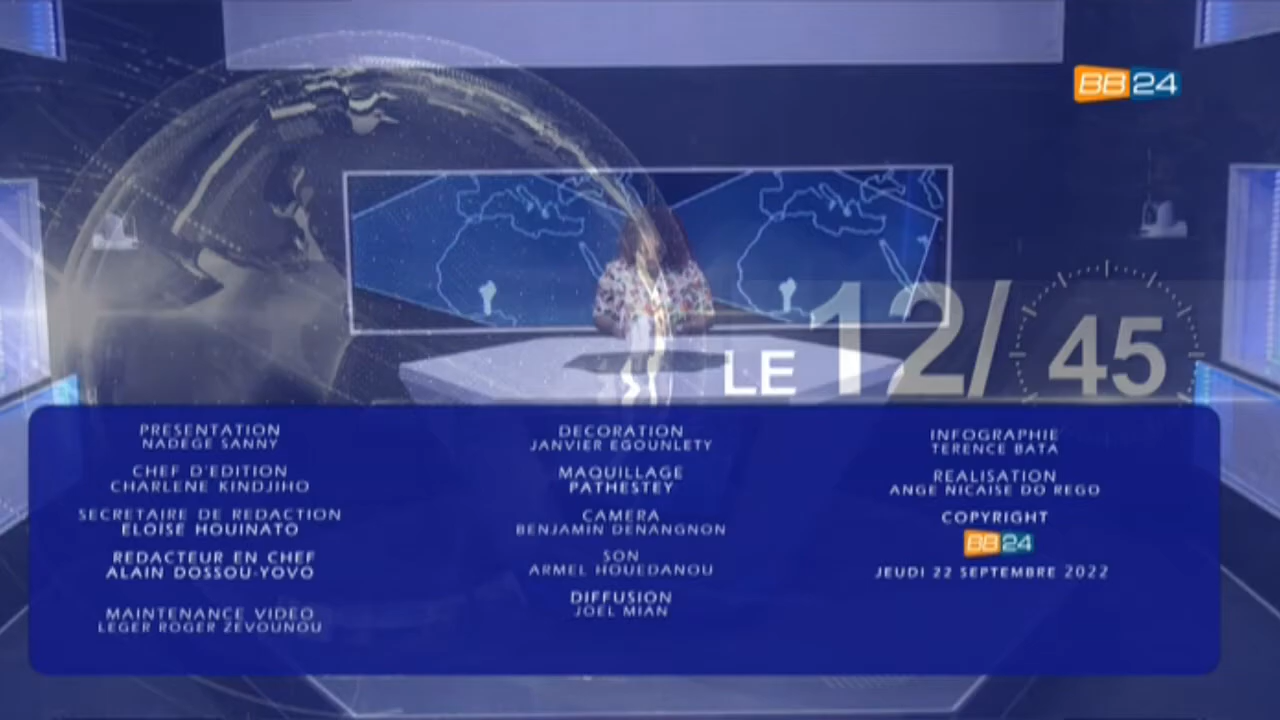 BB24
LE 12/45
PRESENTATION
NADEGE SANNY
CHEF D'EDITION
CHARLENE KINDJIHO
SECRETAIRE DE REDACTION
ELOÏSE HOUINATO
REDACTEUR EN CHEF
ALAIN DOSSOU-YOVO
MAINTENANCE VIDEO
LEGER ROGER ZEVOUNOU
DECORATION
JANVIER EGOUNLETY
MAQUILLAGE
PATHESTEY
CAMERA
BENJAMIN DENANGNON
SON
ARMEL HOUEDANOU
DIFFUSION
JOEL MIAN
INFOGRAPHIE
TERENCE BATA
REALISATION
ANGE NICAISE DO REGO
COPYRIGHT
BB24
JEUDI 22 SEPTEMBRE 2022